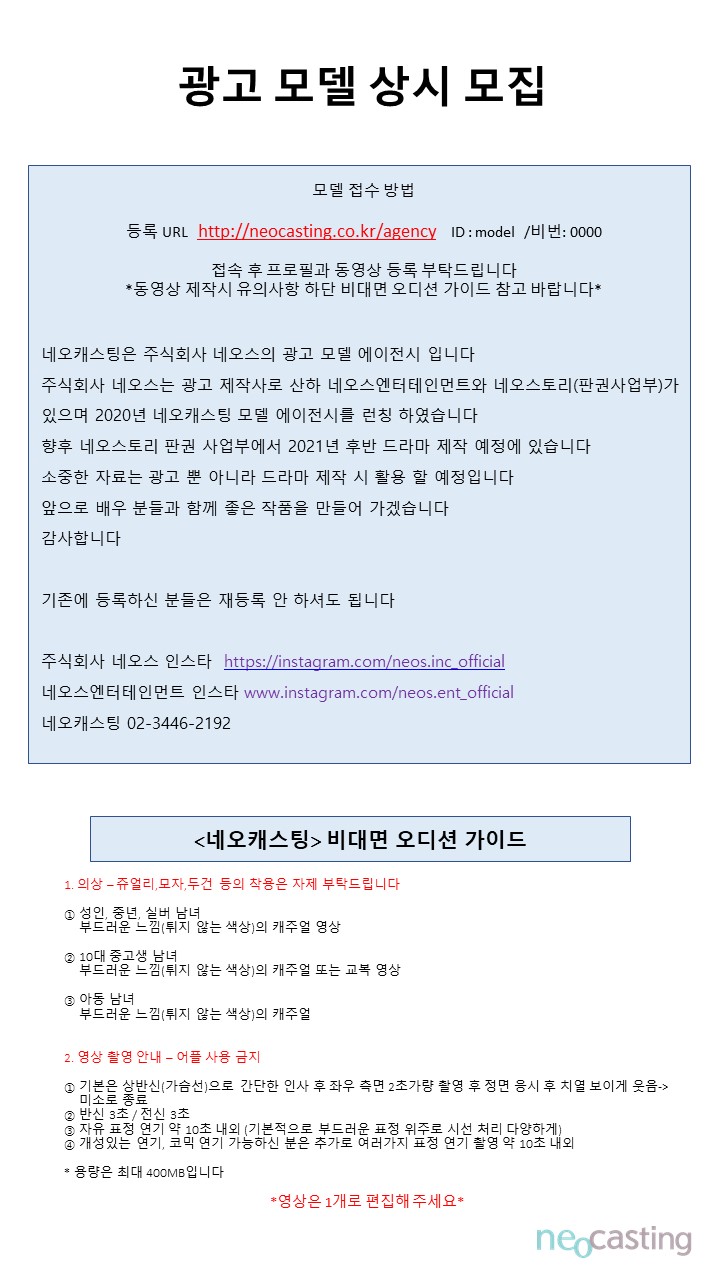 광고 모델 상시 모집
모델 접수 방법
등록 URL http://neocasting.co.kr/agency ID : model /비번: 0000
접속 후 프로필과 동영상 등록 부탁드립니다
*동영상 제작시 유의사항 하단 비대면 오디션 가이드 참고 바랍니다*
네오캐스팅은 주식회사 네오스의 광고 모델 에이전시 입니다
주식회사 네오스는 광고 제작사로 산하 네오스엔터테인먼트와 네오스토리(판권사업부)가
있으며 2020년 네오캐스팅 모델 에이전시를 런칭 하였습니다
향후 네오스토리 판권 사업부에서 2021년 후반 드라마 제작 예정에 있습니다
소중한 자료는 광고 뿐 아니라 드라마 제작 시 활용 할 예정입니다
앞으로 배우 분들과 함께 좋은 작품을 만들어 가겠습니다
감사합니다
기존에 등록하신 분들은 재등록 안 하셔도 됩니다
주식회사 네오스 인스타 https://instagram.com/neos.inc_official
네오스엔터테인먼트 인스타 www.instagram.com/neos.ent_official
네오캐스팅 02-3446-2192
<네오캐스팅> 비대면 오디션 가이드
1. 의상 – 쥬얼리,모자,두건 등의 착용은 자제 부탁드립니다
① 성인, 중년, 실버 남녀
부드러운 느낌(튀지 않는 색상)의 캐주얼 영상
② 10대 중고생 남녀
부드러운 느낌(튀지 않는 색상)의 캐주얼 또는 교복 영상
③ 아동 남녀
부드러운 느낌(튀지 않는 색상)의 캐주얼
2. 영상 촬영 안내 – 어플 사용 금지
① 기본은 상반신(가슴선)으로 간단한 인사 후 좌우 측면 2초가량 촬영 후 정면 응시 후 치열 보이게 웃음->
미소로 종료
② 반신 3초 / 전신 3초
③ 자유 표정 연기 약 10초 내외 (기본적으로 부드러운 표정 위주로 시선 처리 다양하게)
④ 개성있는 연기, 코믹 연기 가능하신 분은 추가로 여러가지 표정 연기 촬영 약 10초 내외
* 용량은 최대 400MB입니다
*영상은 1개로 편집해 주세요*
neocasting